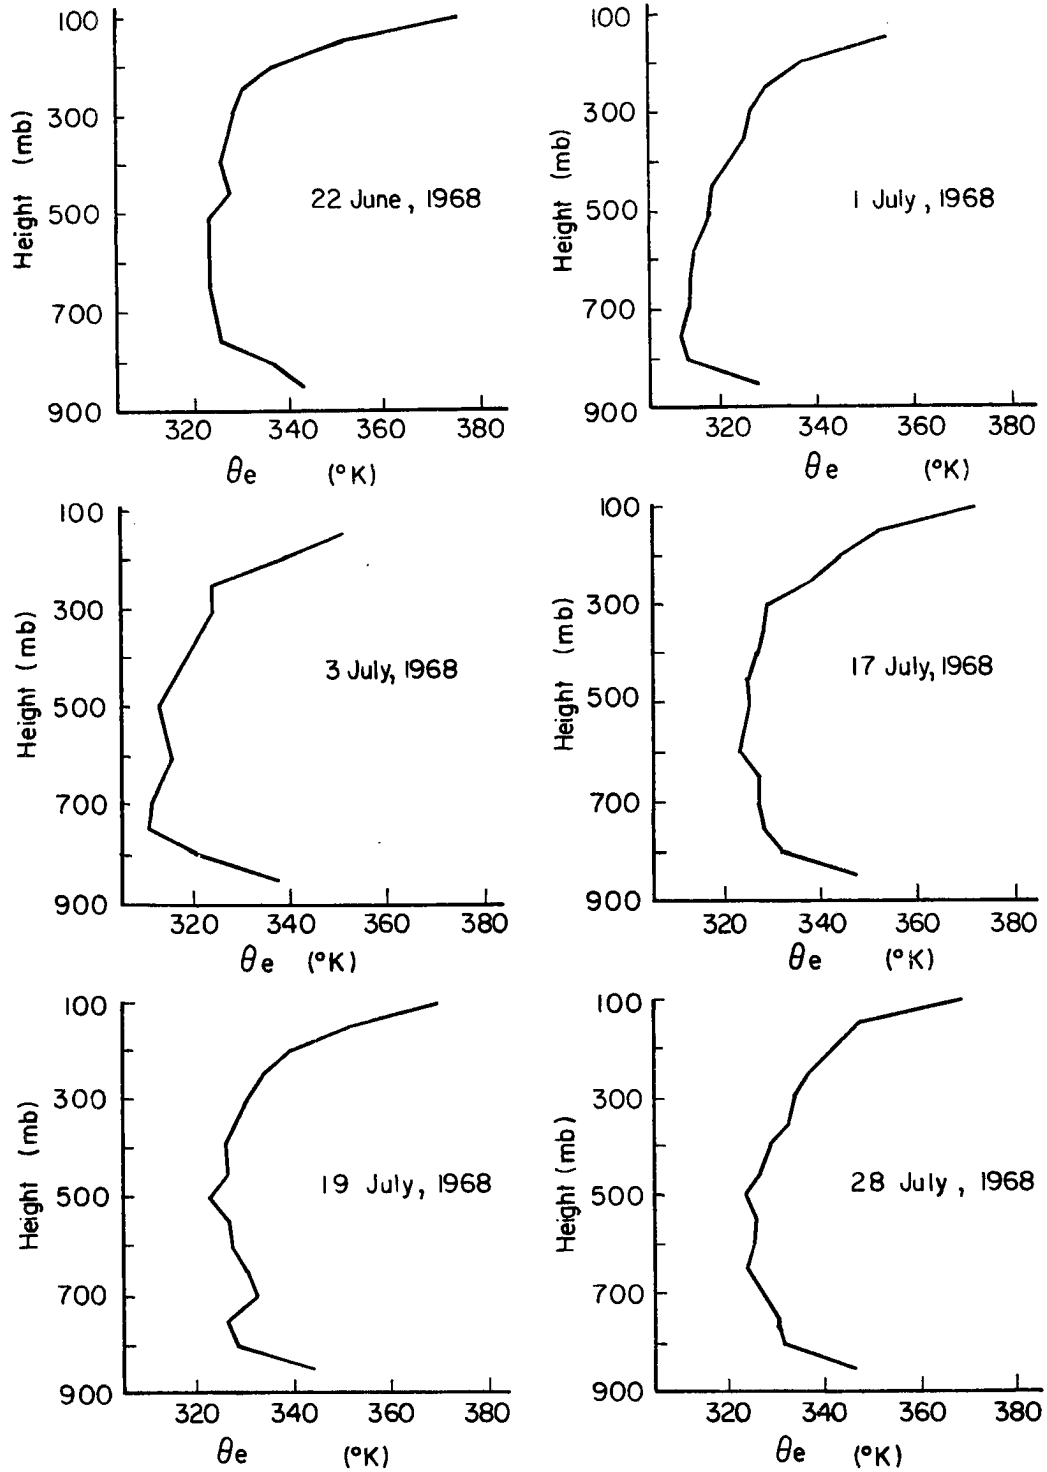 100
300
500
700
900
Height (mb)
22 June, 1968
320 340 360 380
θe (°K)
100
300
500
700
900
Height (mb)
1 July, 1968
320 340 360 380
θe (°K)
100
300
500
700
900
Height (mb)
3 July, 1968
320 340 360 380
θe (°K)
100
300
500
700
900
Height (mb)
17 July, 1968
320 340 360 380
θe (°K)
100
300
500
700
900
Height (mb)
19 July, 1968
320 340 360 380
θe (°K)
100
300
500
700
900
Height (mb)
28 July, 1968
320 340 360 380
θe (°K)